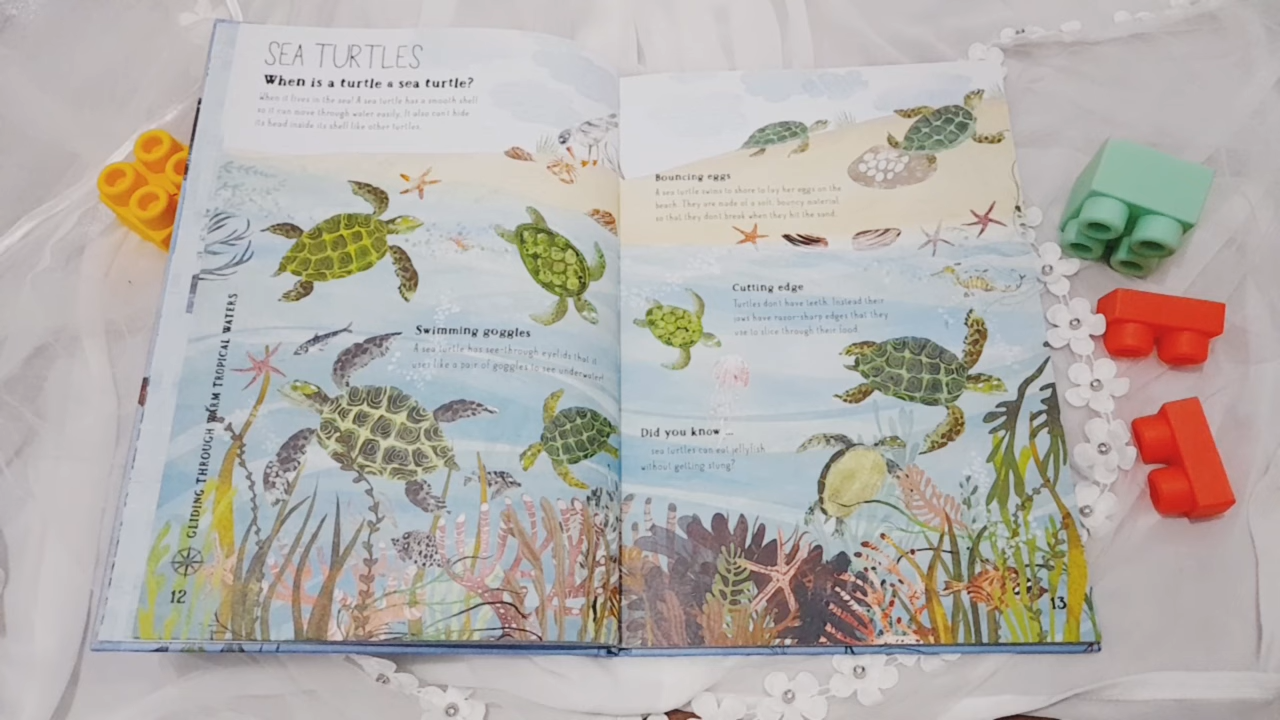 SEA TURTLES
When is a turtle a sea turtle?
When it lives in the sea! A sea turtle has a smooth shell
so it can move through water easily. It also can't hide
its head inside its shell like other turtles.
Swimming goggles
A sea turtle has see-through eyelids that it
uses like a pair of goggles to see underwater!
GLIDING THROUGH WARM TROPICAL WATERS
12
Bouncing eggs
A sea turtle swims to shore to lay her eggs on the
beach. They are made of a soft, bouncy material
so that they don't break when they hit the sand.
Cutting edge
Turtles don't have teeth. Instead their
jaws have razor-sharp edges that they
use to slice through their food.
Did you know ...
sea turtles can eat jellyfish
without getting stung?
13